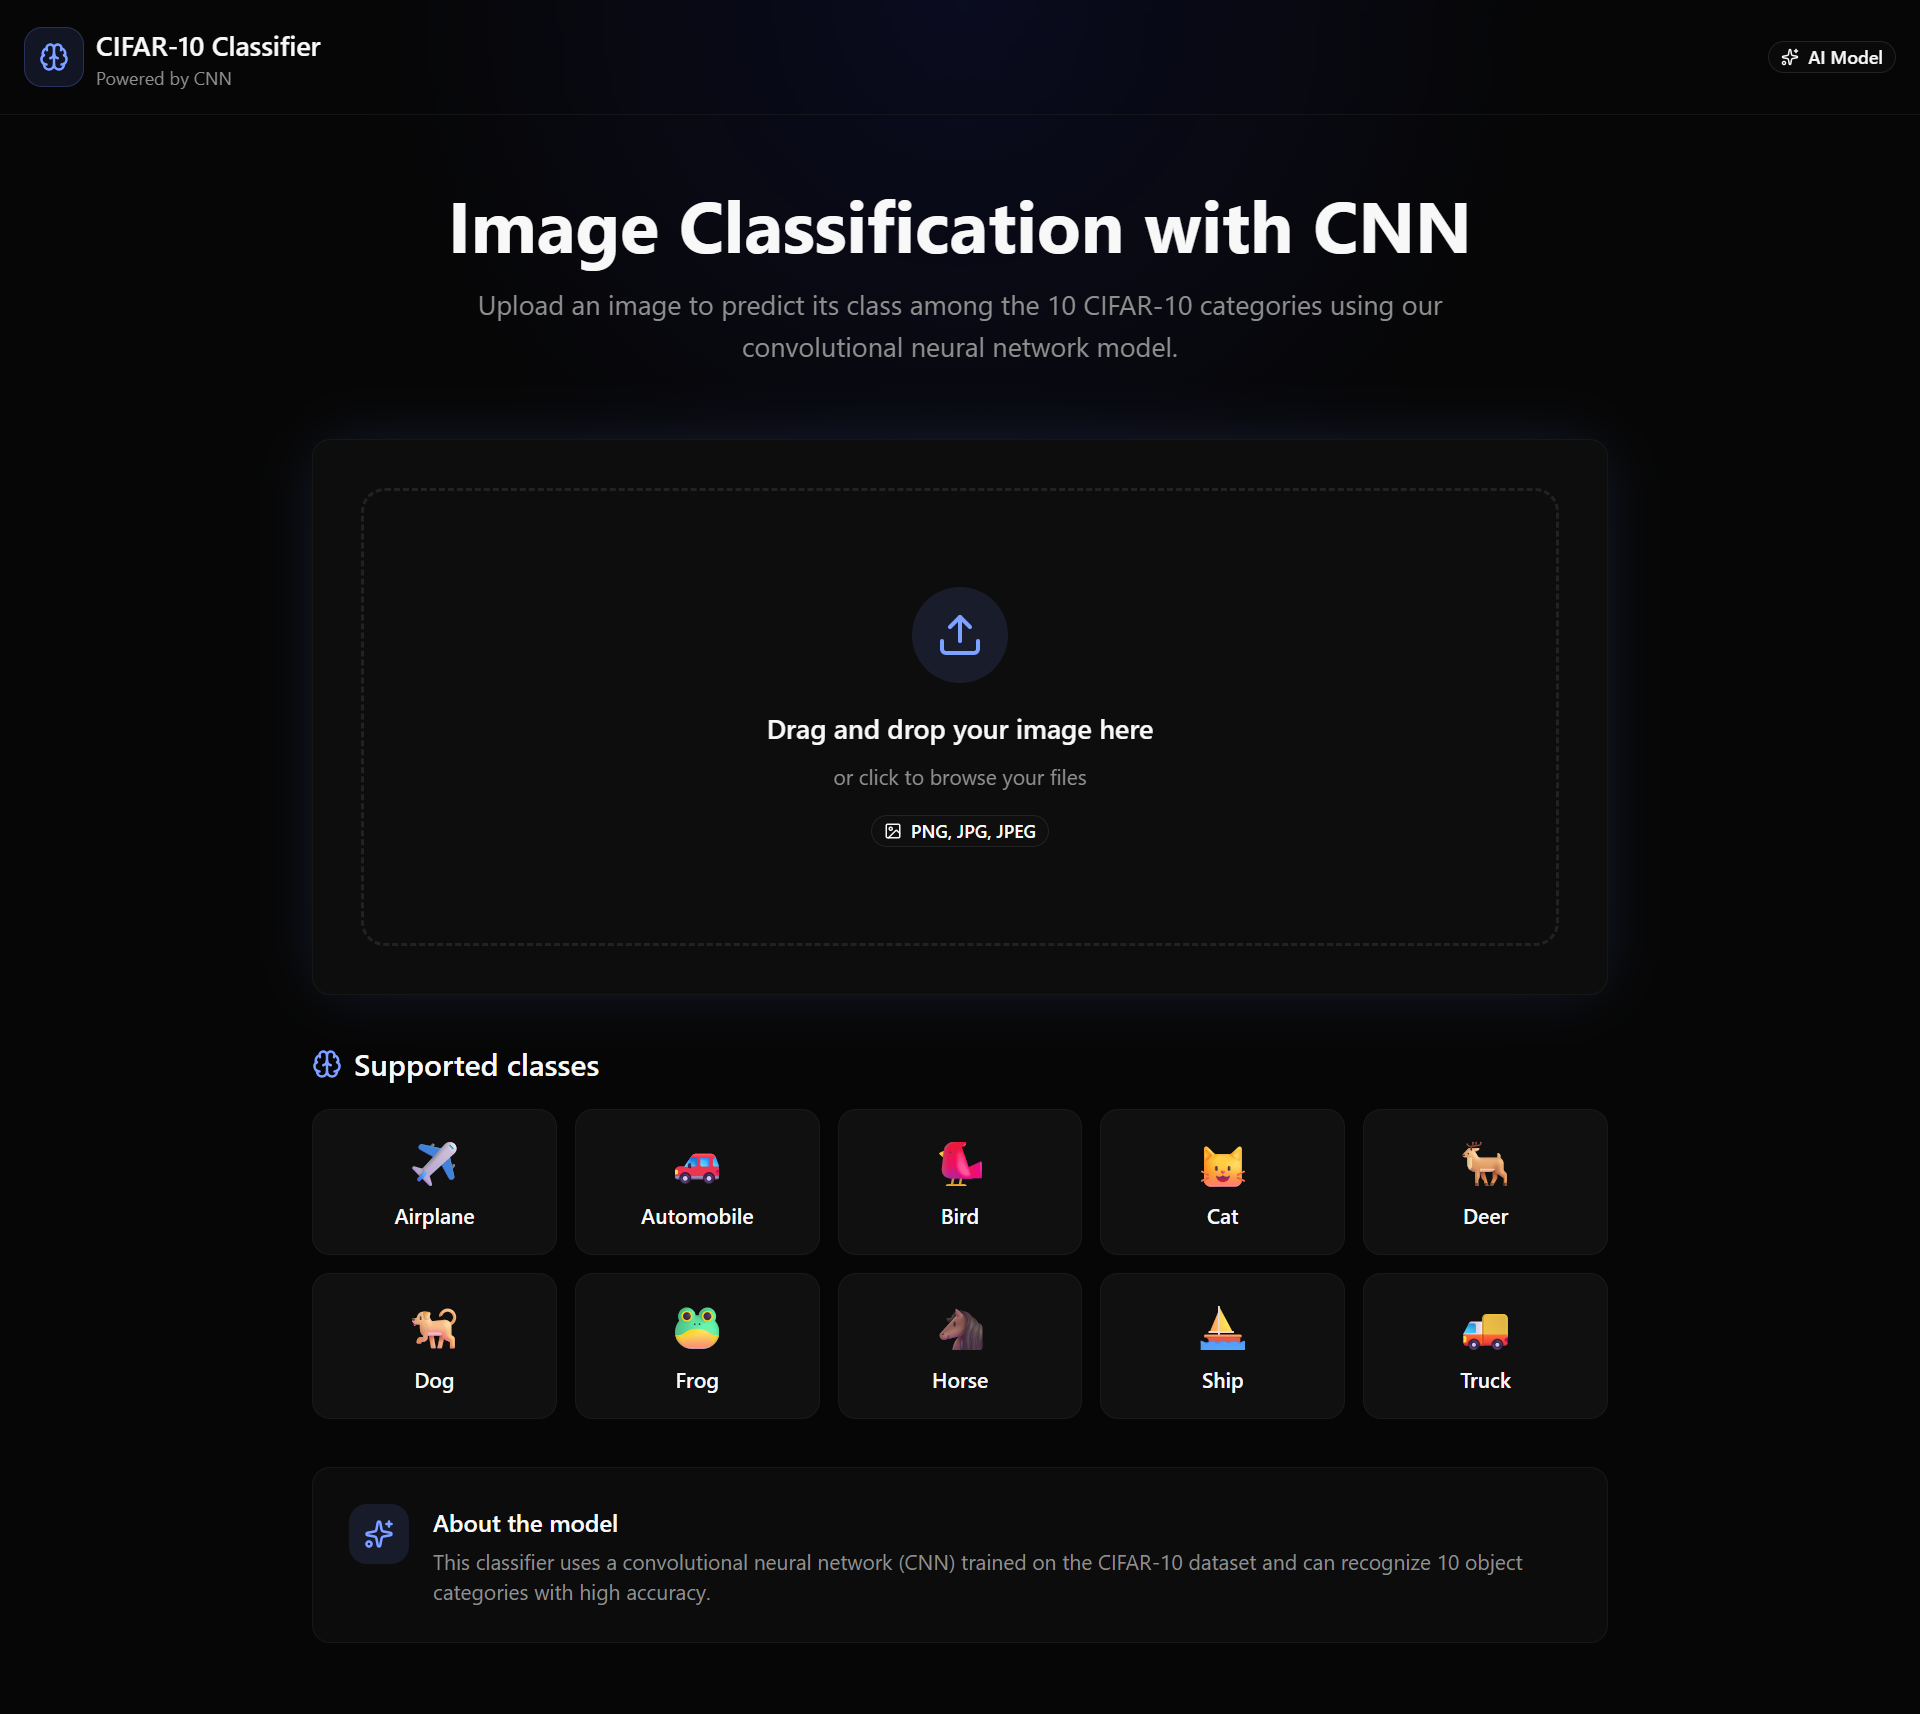 CIFAR-10 Classifier
Powered by CNN
AI Model
Image Classification with CNN
Upload an image to predict its class among the 10 CIFAR-10 categories using our
convolutional neural network model.
Drag and drop your image here
or click to browse your files
PNG, JPG, JPEG
Supported classes
Airplane
Automobile
Bird
Cat
Deer
Dog
Frog
Horse
Ship
Truck
About the model
This classifier uses a convolutional neural network (CNN) trained on the CIFAR-10 dataset and can recognize 10 object
categories with high accuracy.